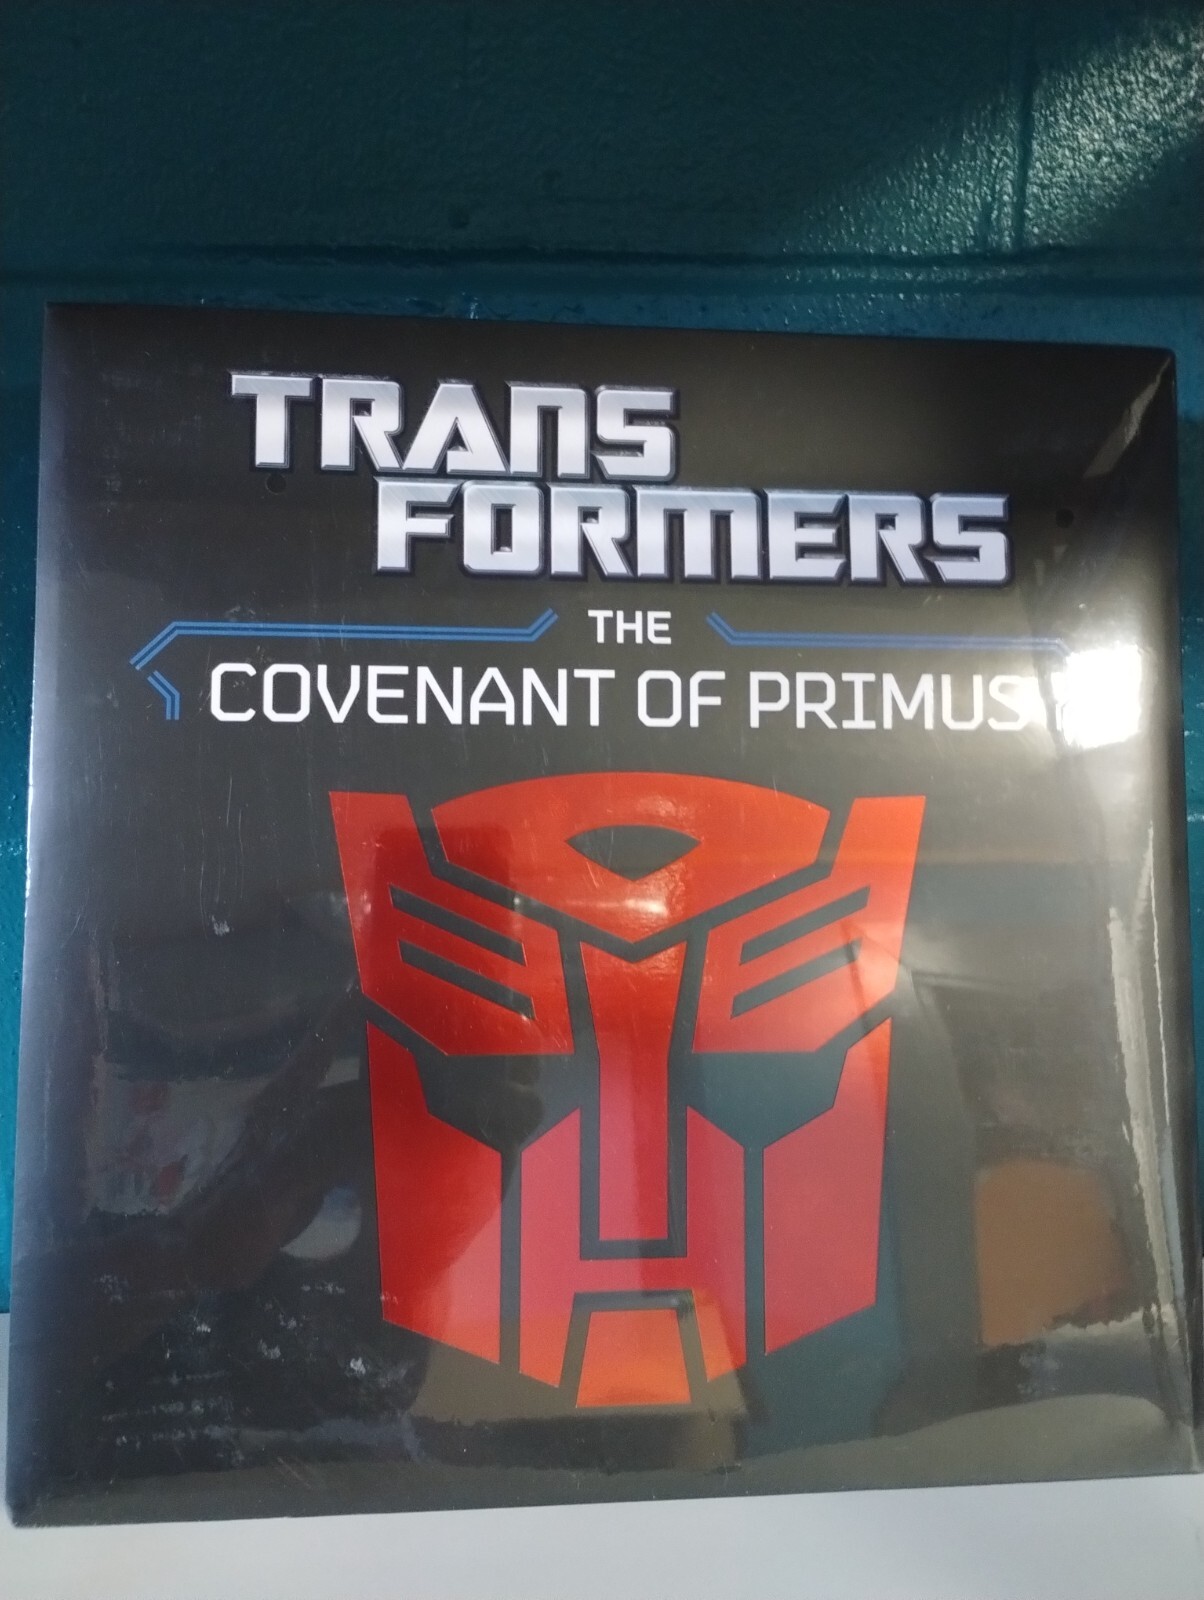 TRANS
FORMERS
THE
COVENANT OF PRIMUS